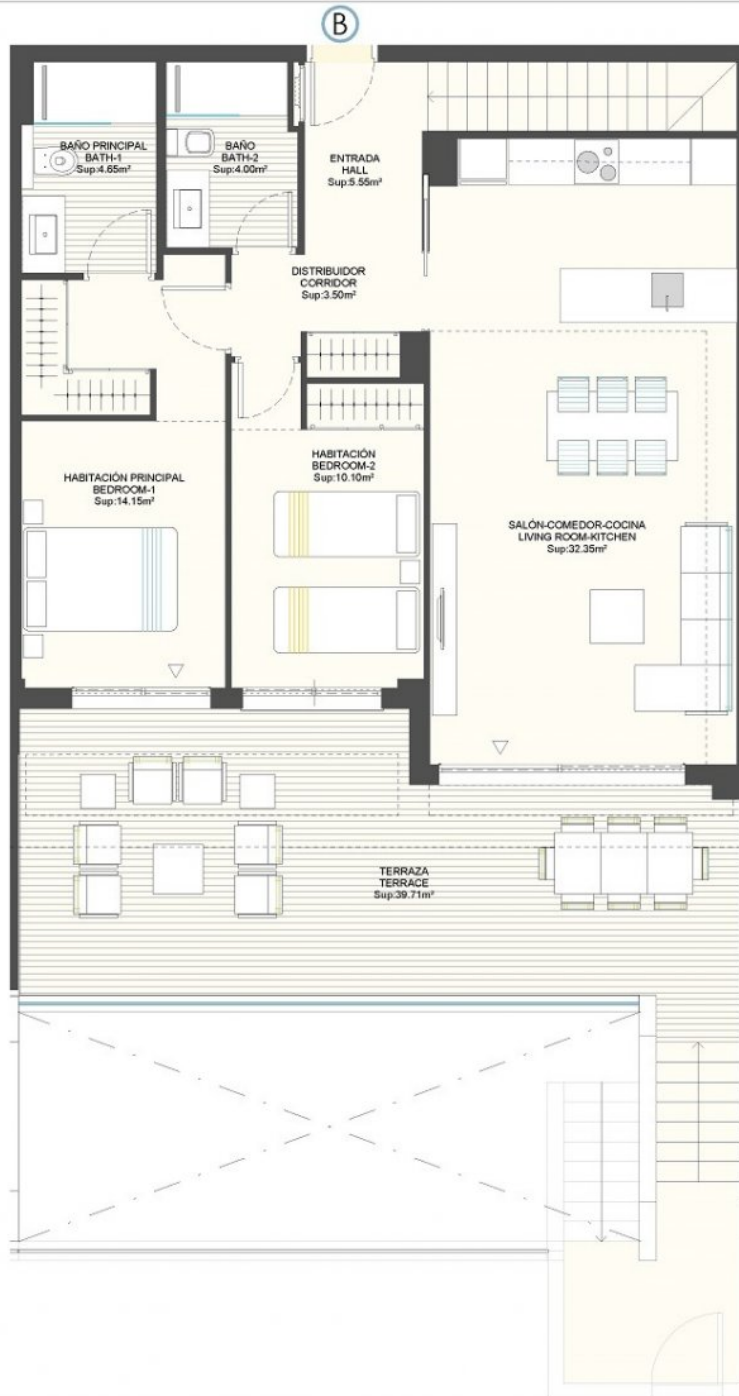 B
BAÑO PRINCIPAL
BATH-1
Sup:4.65m²
BAÑO
BATH-2
Sup:4.00m²
ENTRADA
HALL
Sup:5.55m²
DISTRIBUIDOR
CORRIDOR
Sup:3.50m²
HABITACIÓN PRINCIPAL
BEDROOM-1
Sup:14.15m²
HABITACIÓN
BEDROOM-2
Sup:10.10m²
SALÓN-COMEDOR-COCINA
LIVING ROOM-KITCHEN
Sup:32.35m²
TERRAZA
TERRACE
Sup:39.71m²